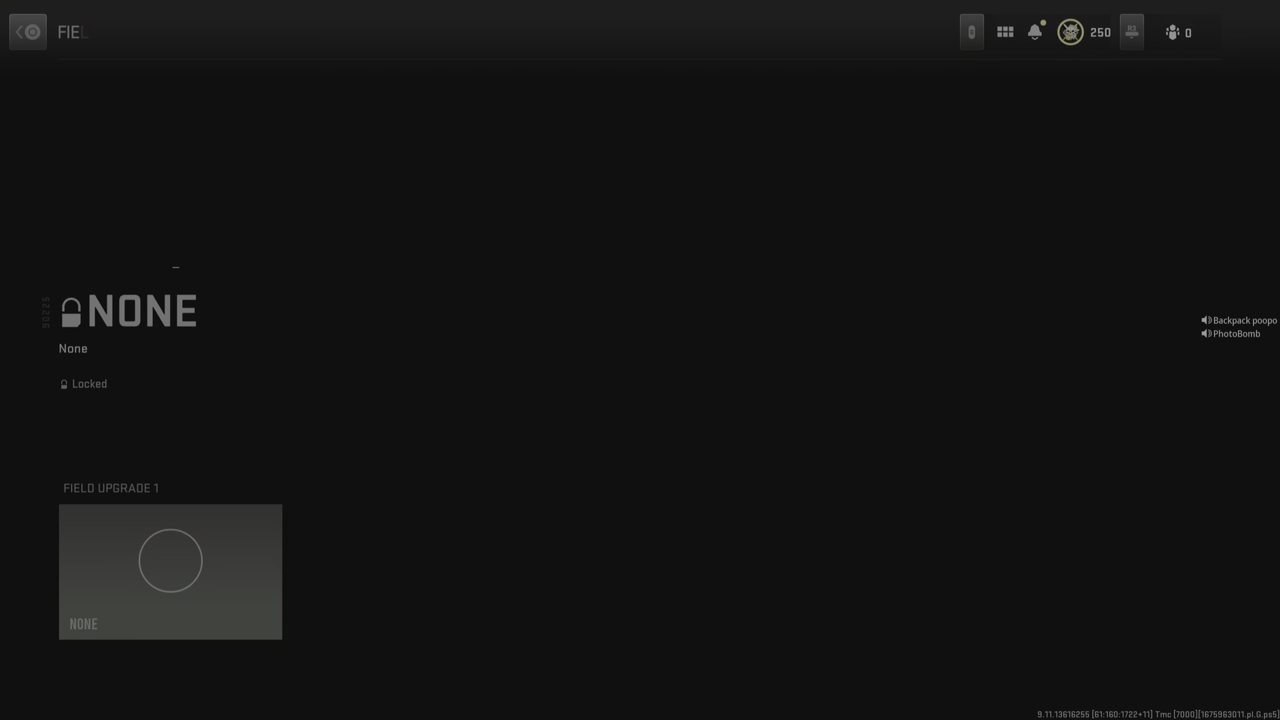 FIEL
250
R3
0
NONE
None
Locked
Backpack poopo
PhotoBomb
FIELD UPGRADE 1
NONE
9.11.13616255 [61:160:1722+11] Tmc [7000][1675963011.pl.G.ps5]